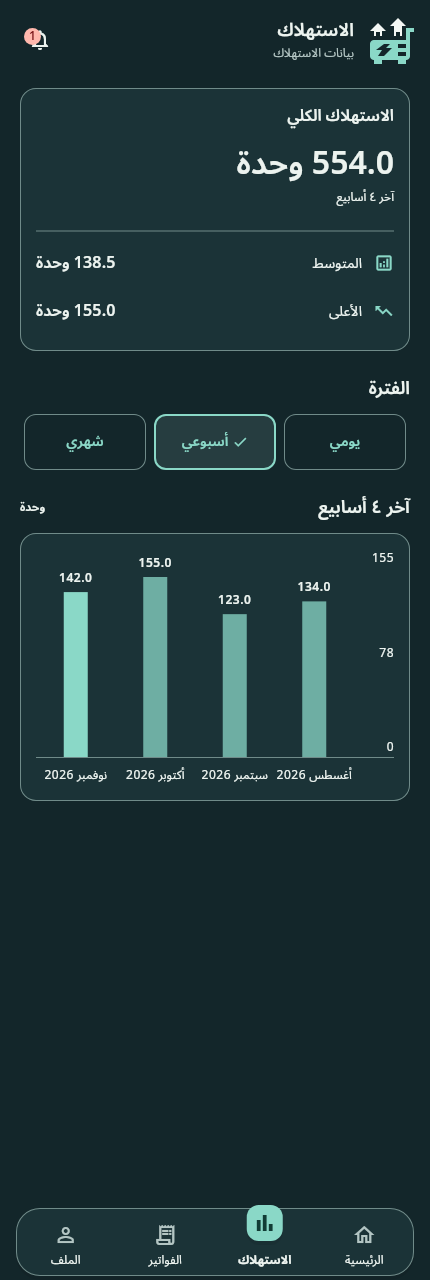 الاستهلاك
بيانات الاستهلاك
1
الاستهلاك الكلي
554.0 وحدة
آخر ٤ أسابيع
المتوسط
138.5 وحدة
الأعلى
155.0 وحدة
الفترة
يومي
أسبوعي
شهري
آخر ٤ أسابيع
وحدة
155
78
0
134.0
123.0
155.0
142.0
أغسطس 2026
سبتمبر 2026
أكتوبر 2026
نوفمبر 2026
الرئيسية
الاستهلاك
الفواتير
الملف